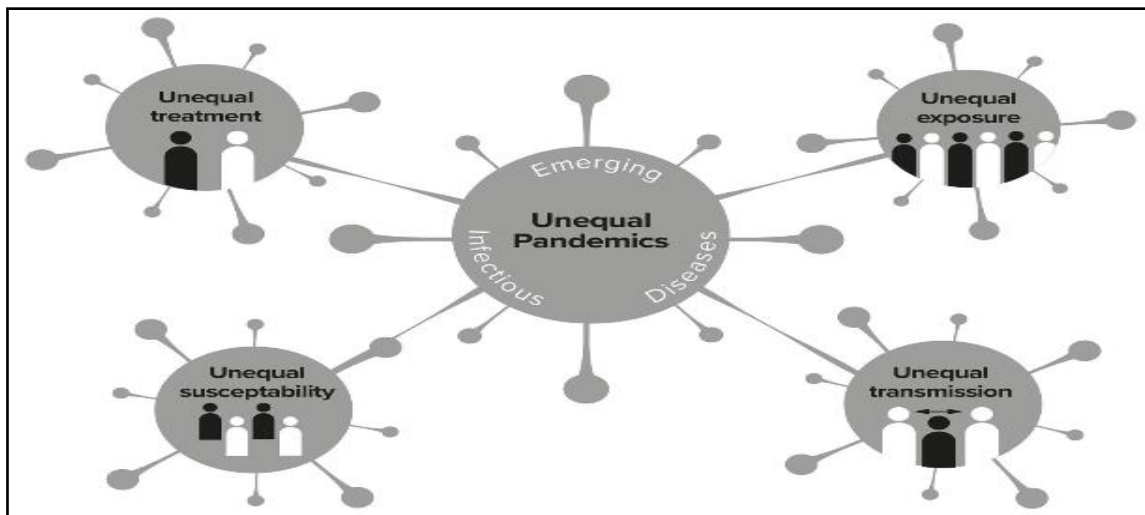 Unequal
treatment
Unequal
exposure
Emerging
Unequal
Pandemics
Infectious
Diseases
Unequal
susceptability
Unequal
transmission